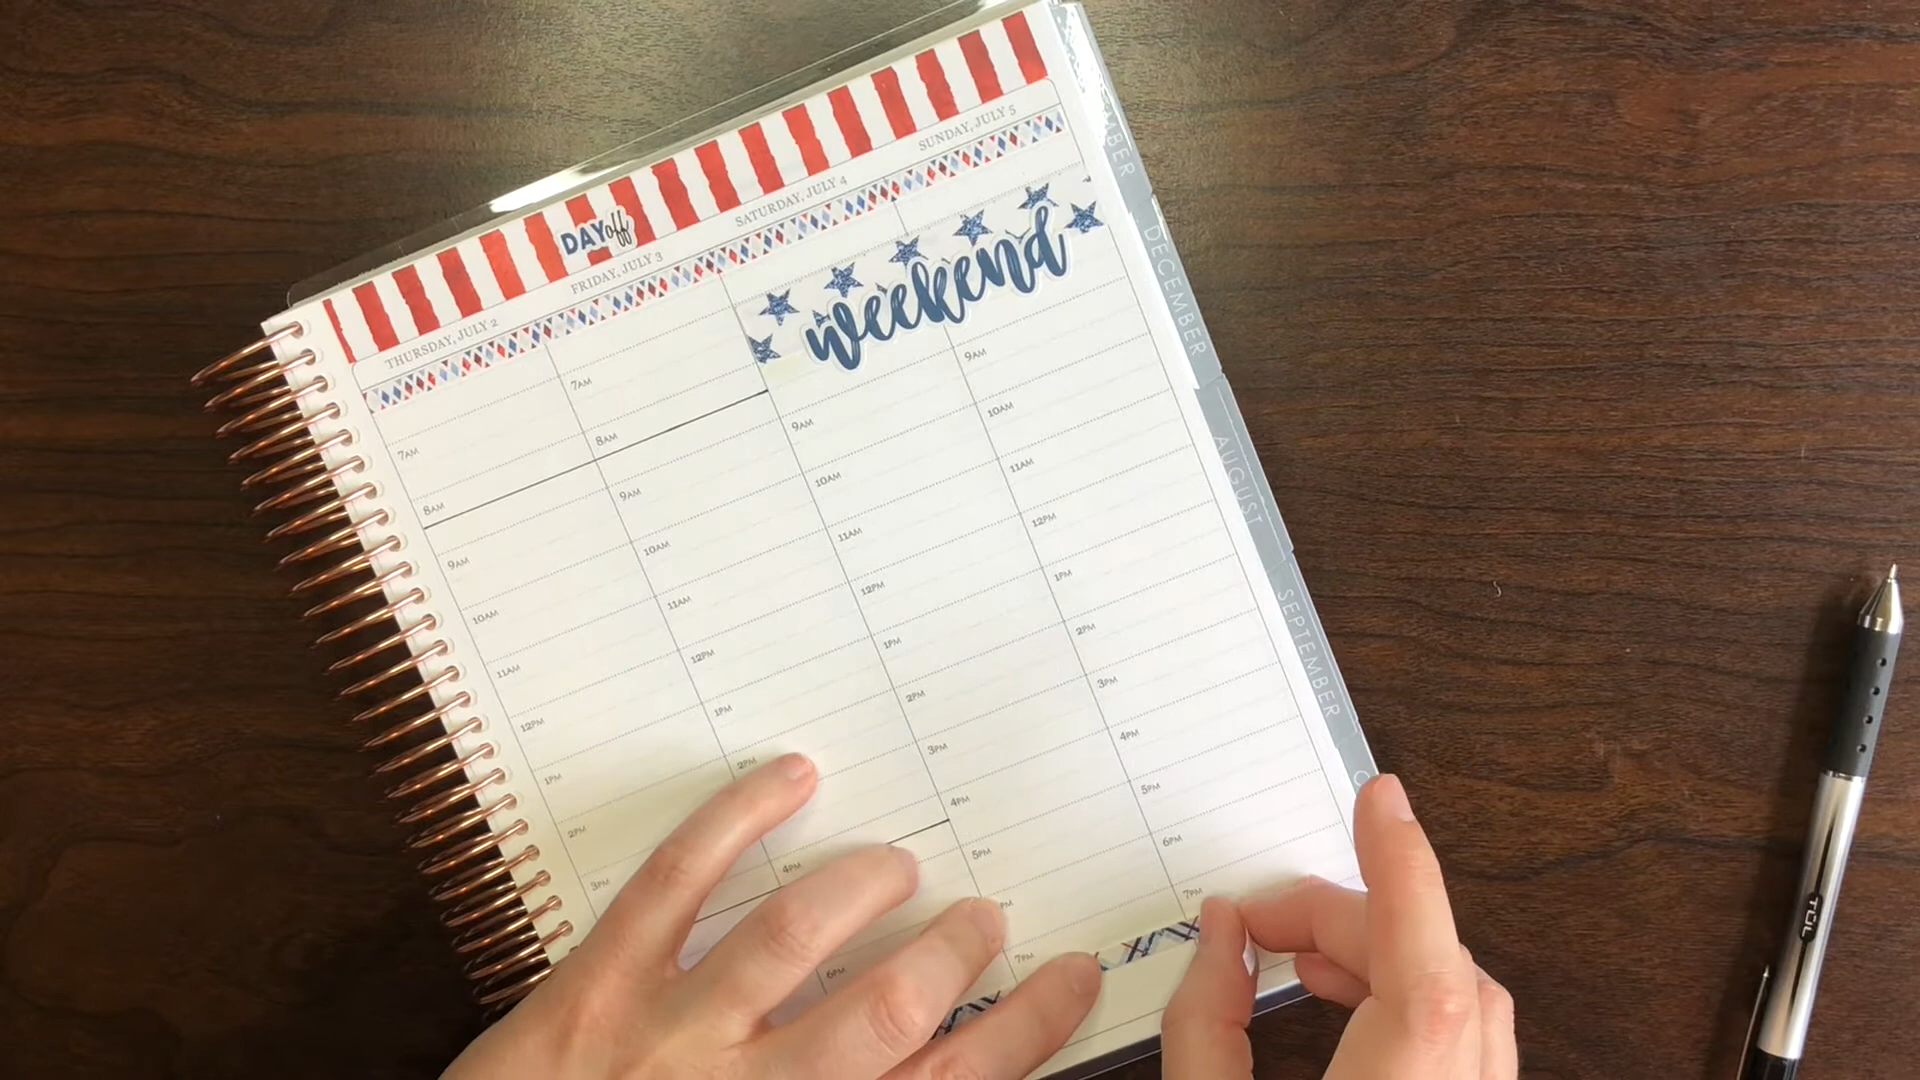 DAY off
THURSDAY, JULY 2
FRIDAY, JULY 3
SATURDAY, JULY 4
SUNDAY, JULY 5
weekend
7AM
8AM
9AM
10AM
11AM
12PM
1PM
2PM
3PM
7AM
8AM
9AM
10AM
11AM
12PM
1PM
2PM
4PM
6PM
9AM
10AM
11AM
12PM
1PM
2PM
3PM
4PM
5PM
PM
7PM
9AM
10AM
11AM
12PM
1PM
2PM
3PM
4PM
5PM
6PM
7PM
MBER
DECEMBER
AUGUST
SEPTEMBER
O
TUL